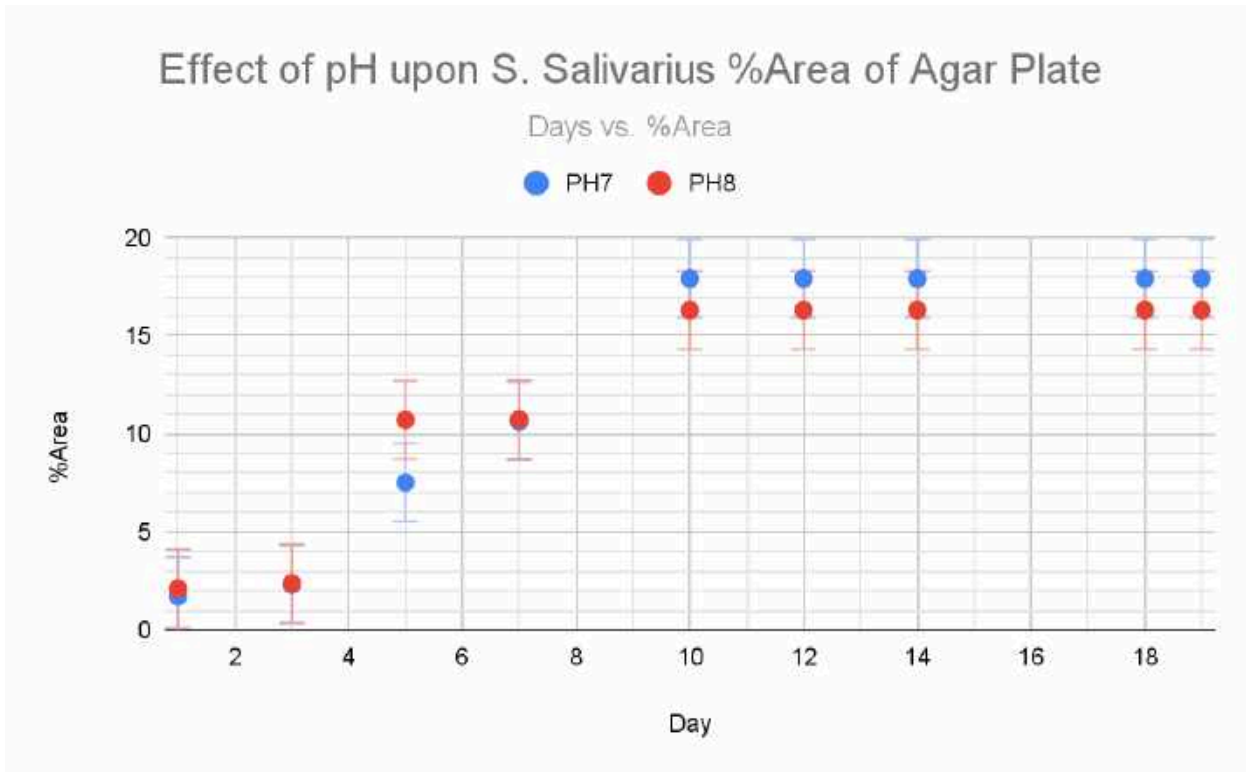 Effect of pH upon S. Salivarius %Area of Agar Plate
Days vs. %Area
PH7 PH8
20
15
10
5
0
%Area
2 4 6 8 10 12 14 16 18
Day